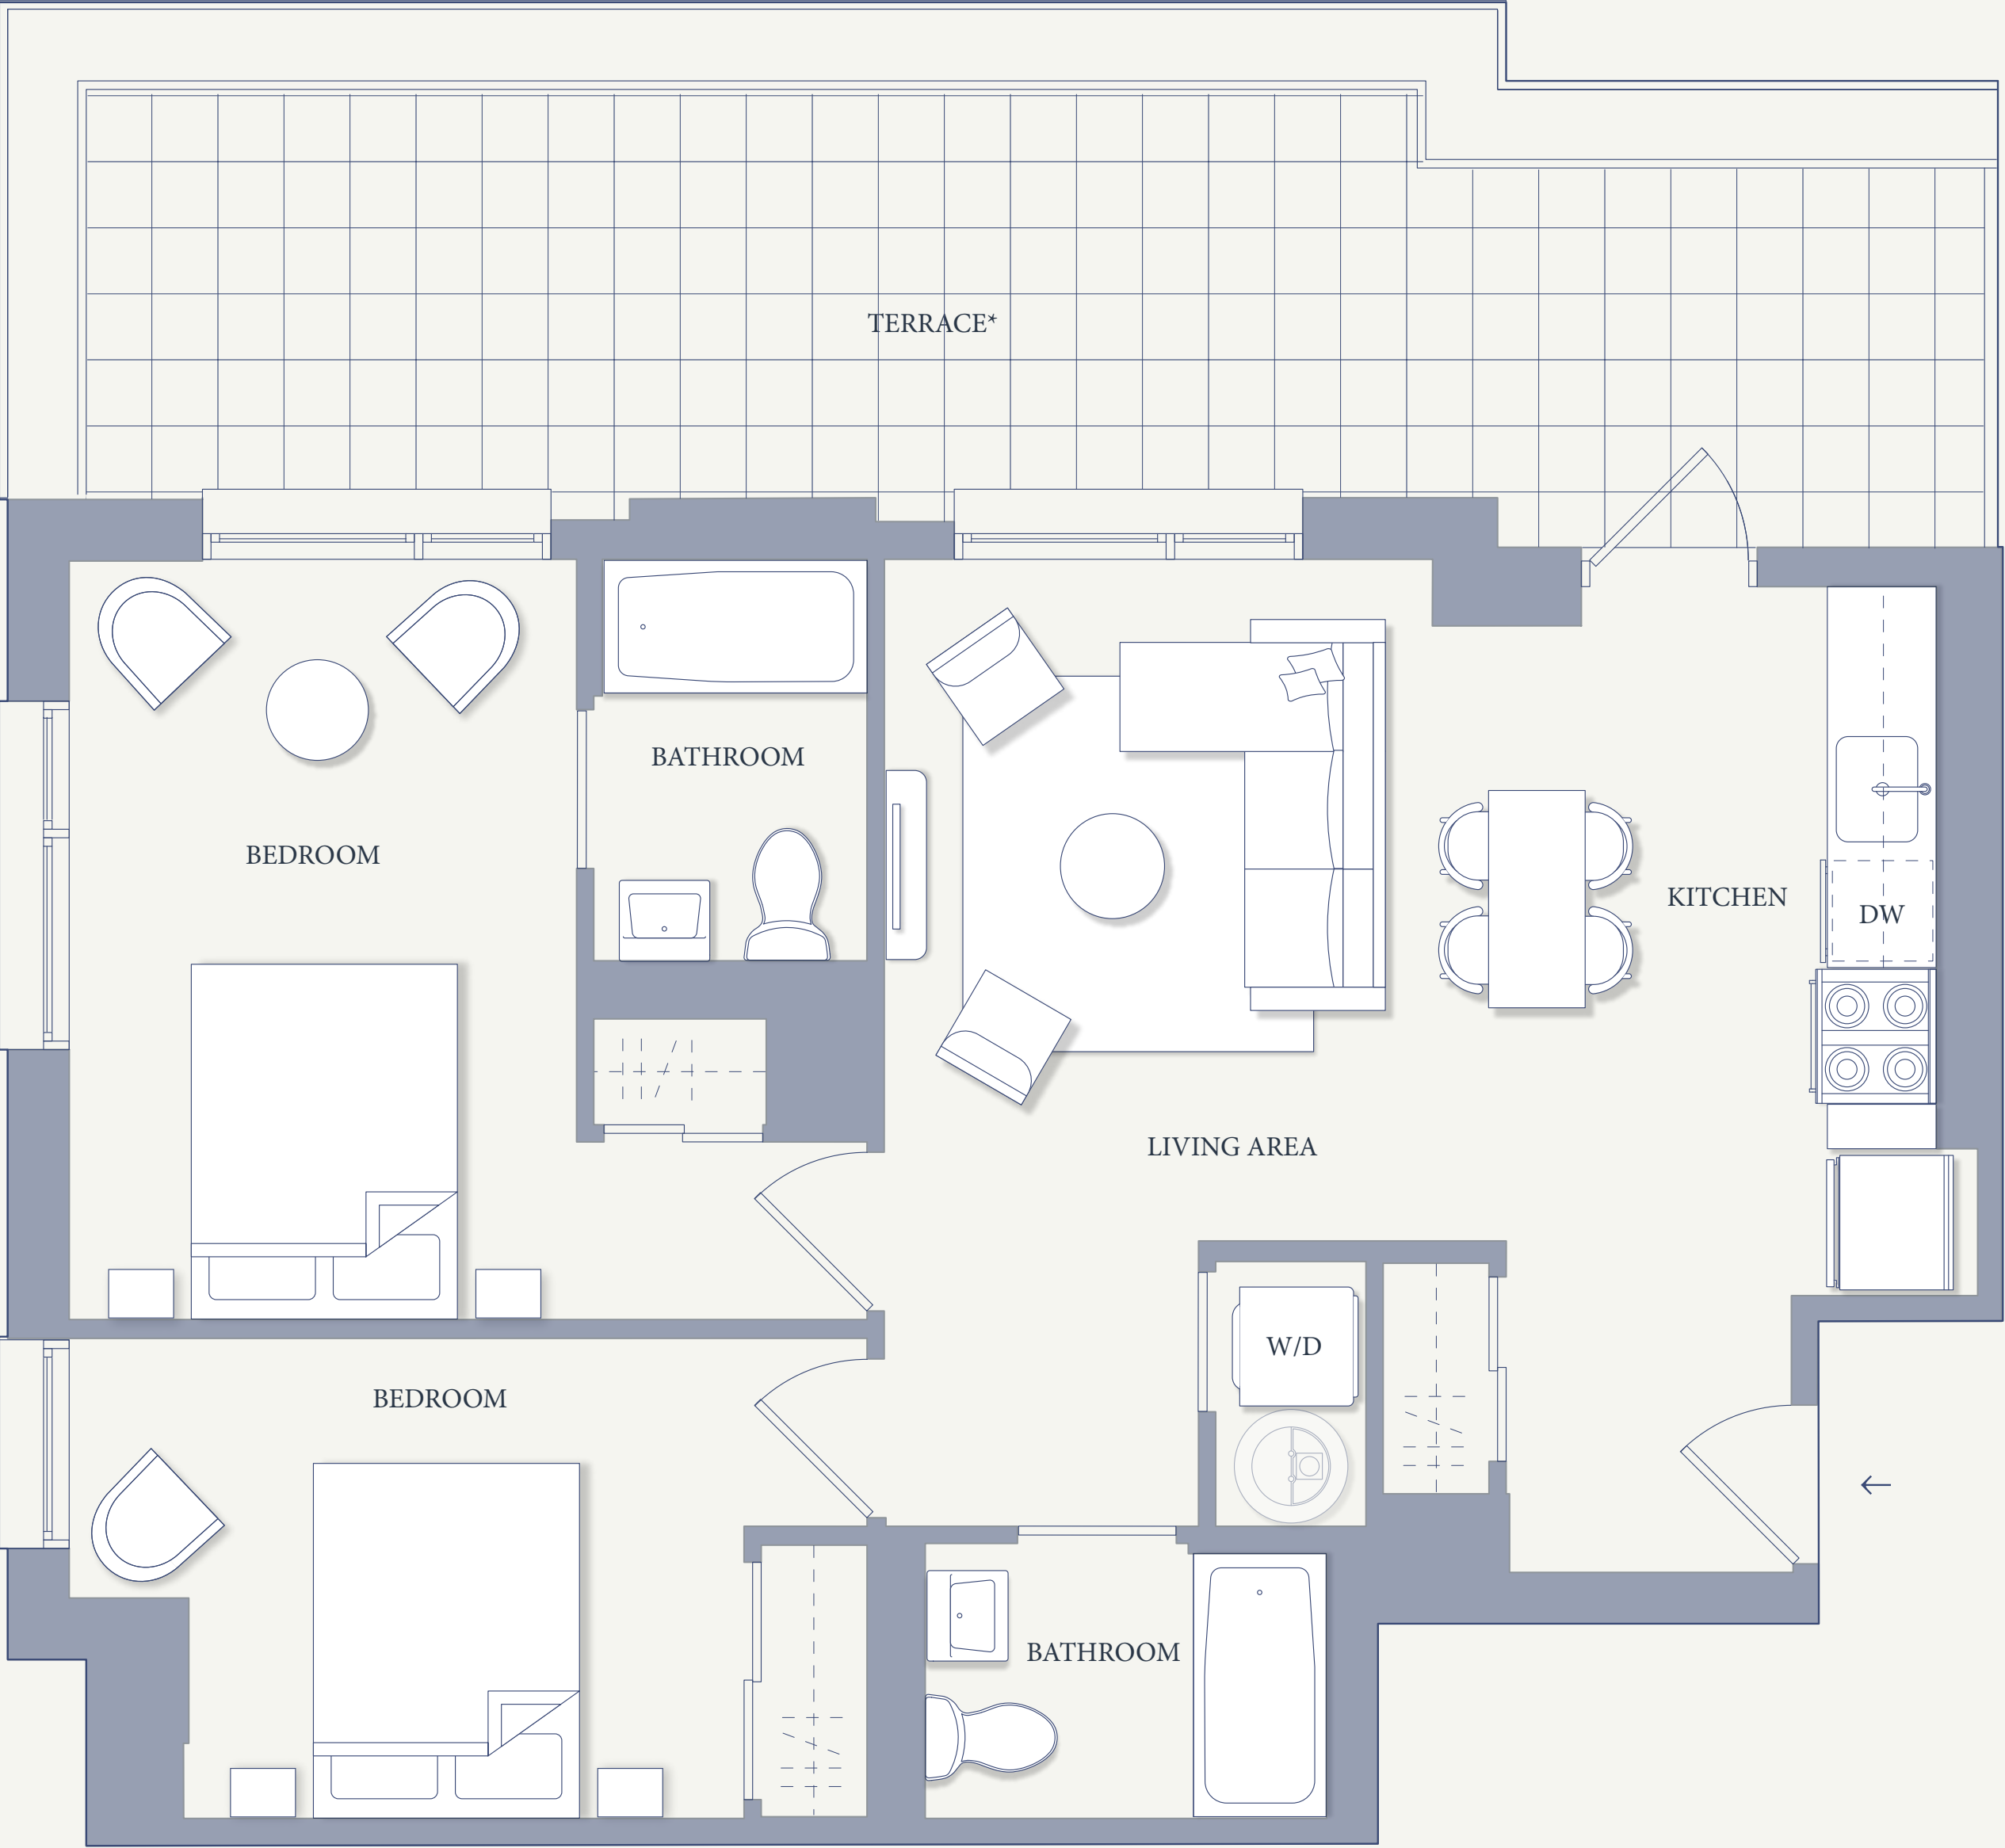 TERRACE*
BATHROOM
BEDROOM
KITCHEN
DW
LIVING AREA
W/D
BEDROOM
BATHROOM